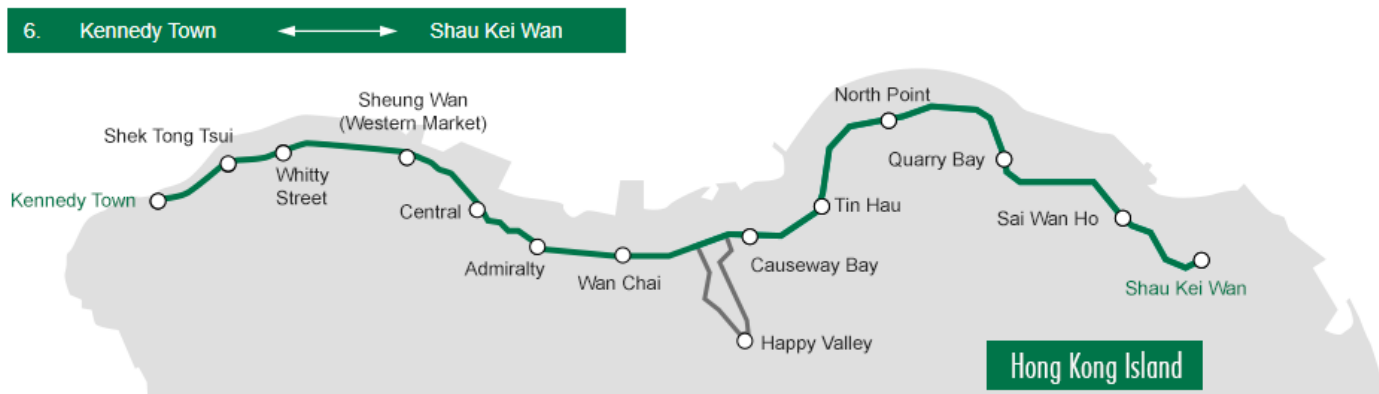 6. Kennedy Town Shau Kei Wan
Sheung Wan
(Western Market)
Shek Tong Tsui
Whitty
Street
Kennedy Town
Central
Admiralty
Wan Chai
Causeway Bay
Happy Valley
Tin Hau
North Point
Quarry Bay
Sai Wan Ho
Shau Kei Wan
Hong Kong Island